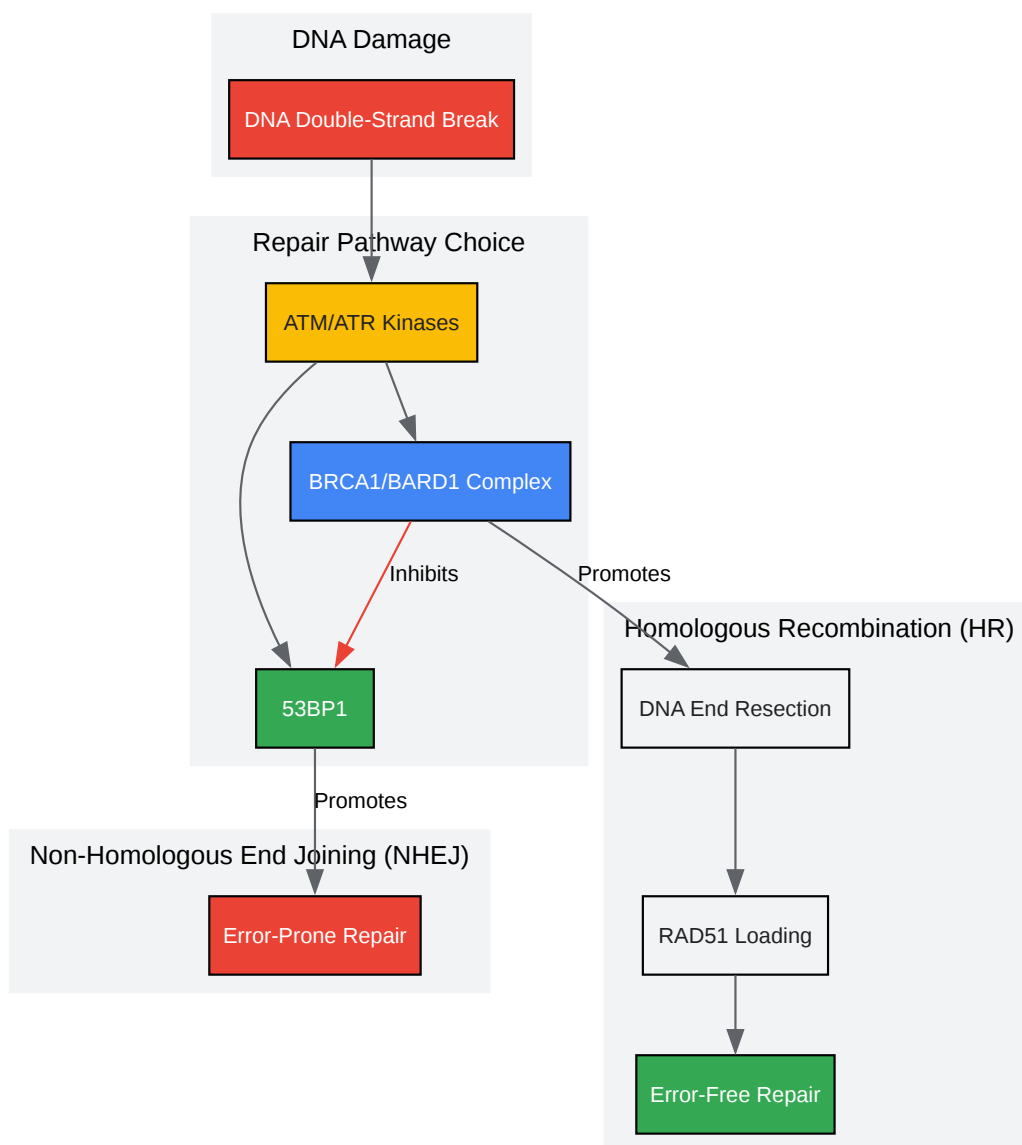 DNA Damage
DNA Double-Strand Break
Repair Pathway Choice
ATM/ATR Kinases
BRCA1/BARD1 Complex
Inhibits
Promotes
Homologous Recombination (HR)
53BP1
DNA End Resection
Promotes
Non-Homologous End Joining (NHEJ)
Error-Prone Repair
RAD51 Loading
Error-Free Repair